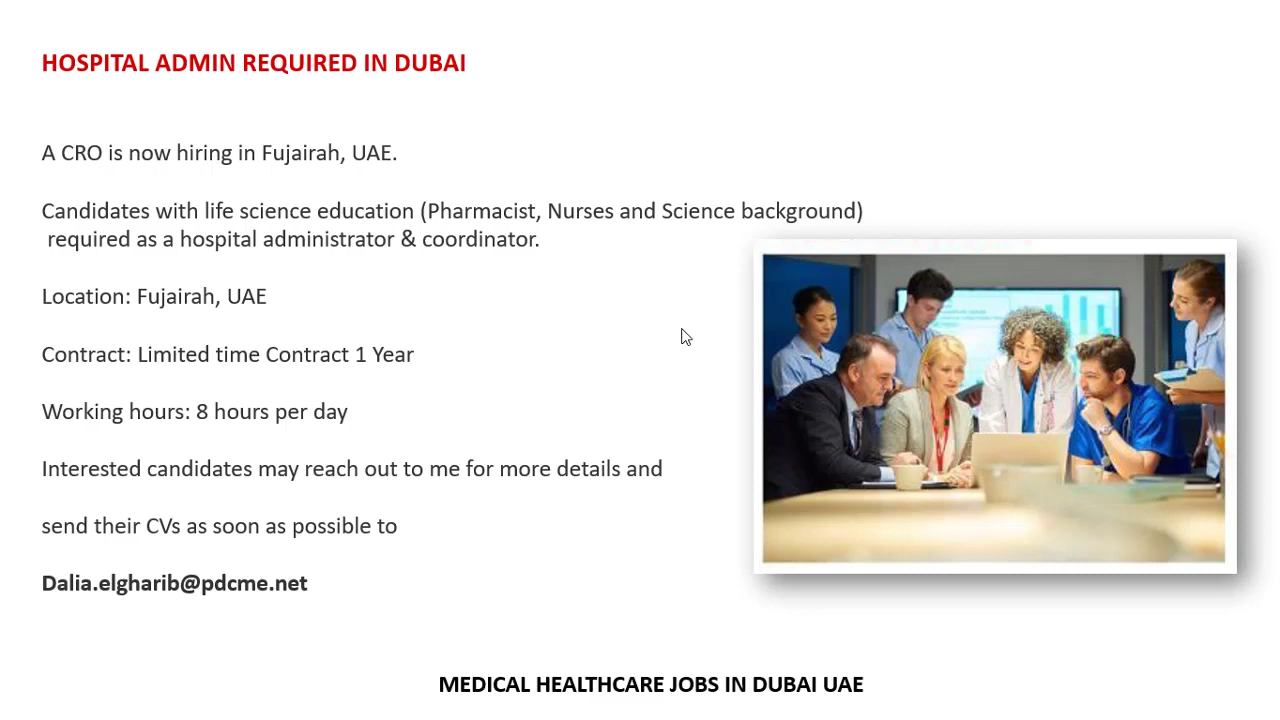 HOSPITAL ADMIN REQUIRED IN DUBAI
A CRO is now hiring in Fujairah, UAE.
Candidates with life science education (Pharmacist, Nurses and Science background)
required as a hospital administrator & coordinator.
Location: Fujairah, UAE
Contract: Limited time Contract 1 Year
Working hours: 8 hours per day
Interested candidates may reach out to me for more details and
send their CVs as soon as possible to
Dalia.elgharib@pdcme.net
MEDICAL HEALTHCARE JOBS IN DUBAI UAE